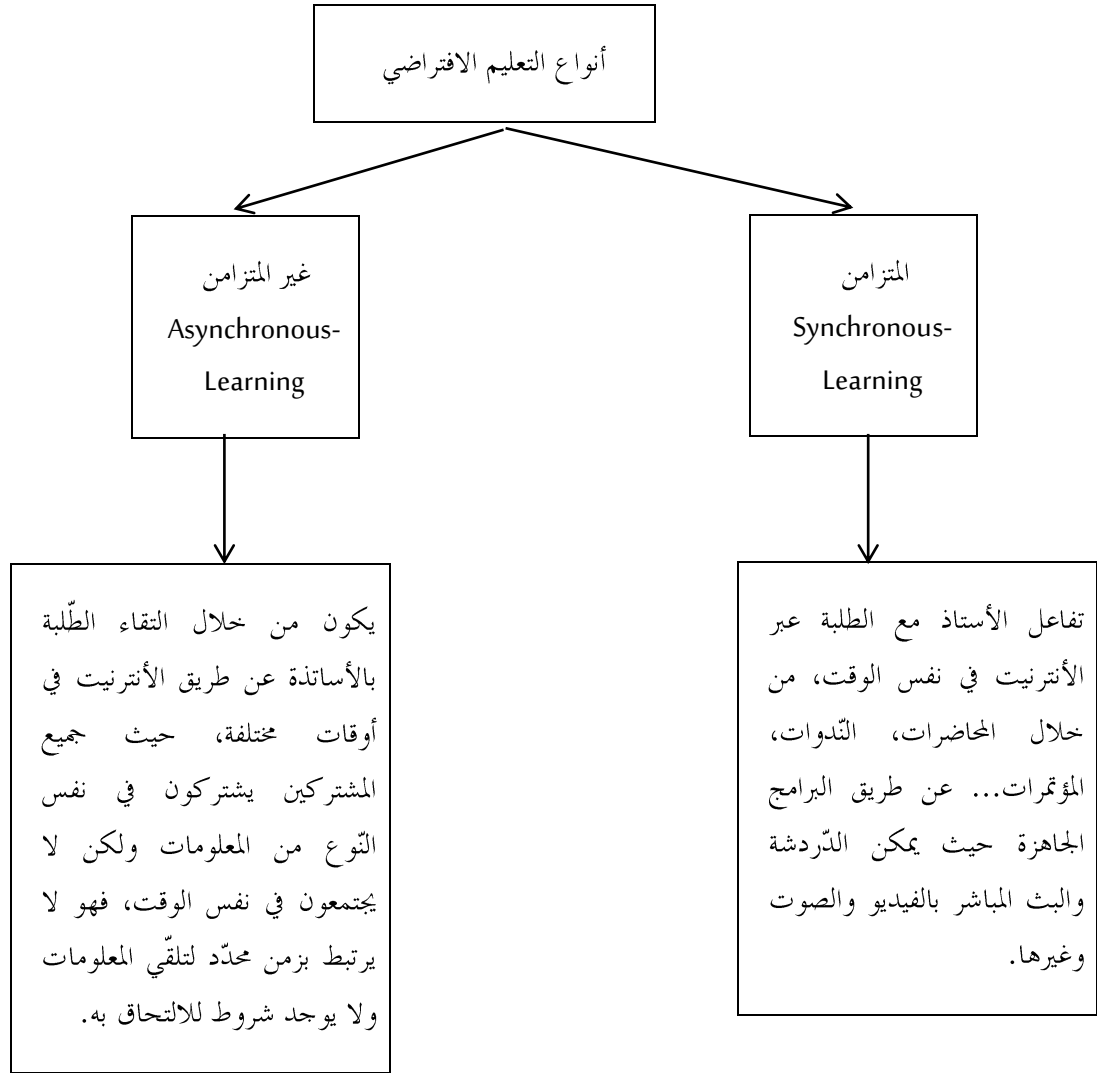 أنواع التعليم الافتراضي
المتزامن
Synchronous-
Learning
غير المتزامن
Asynchronous-
Learning
تفاعل الأستاذ مع الطلبة عبر
الأنترنيت في نفس الوقت، من
خلال المحاضرات، النّدوات،
المؤتمرات... عن طريق البرامج
الجاهزة حيث يمكن الدّردشة
والبث المباشر بالفيديو والصوت
وغيرها.
يكون من خلال التقاء الطّلبة
بالأساتذة عن طريق الأنترنيت في
أوقات مختلفة، حيث جميع
المشتركين يشتركون في نفس
النّوع من المعلومات ولكن لا
يجتمعون في نفس الوقت، فهو لا
يرتبط بزمن محدّد لتلقّي المعلومات
ولا يوجد شروط للالتحاق به.